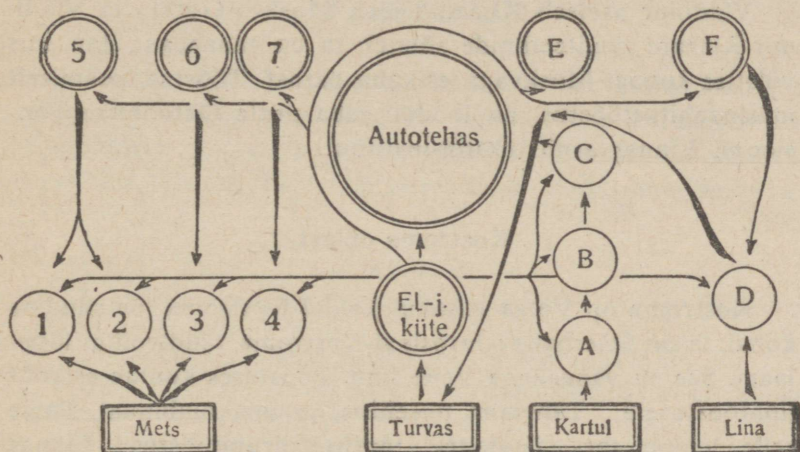 5 6 7 E F
Autotehas
C
B
El-j.
küte
D
1 2 3 4
A
Mets Turvas Kartul Lina